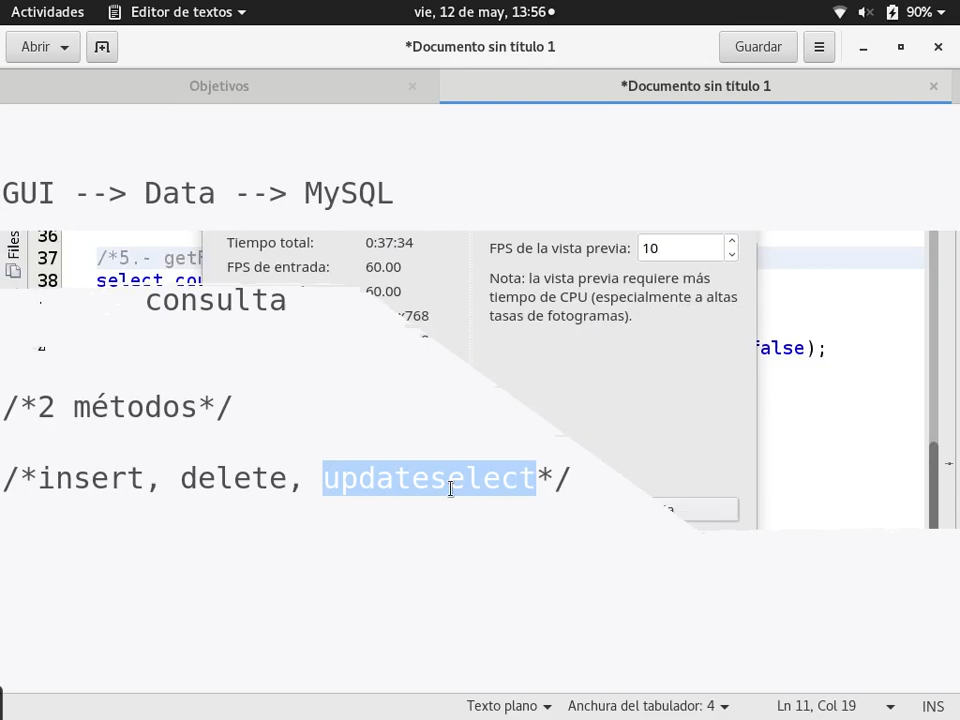 Actividades Editor de textos vie, 12 de may, 13:56 90%
Abrir *Documento sin título 1 Guardar
Objetivos *Documento sin título 1
GUI --> Data --> MySQL
Files
36
37 /*5.- get
38 select cou
Tiempo total: 0:37:34
FPS de entrada: 60.00
60.00
x768
FPS de la vista previa: 10
Nota: la vista previa requiere más
tiempo de CPU (especialmente a altas
tasas de fotogramas).
false);
consulta
/*2 métodos*/
/*insert, delete, updateselect*/
Texto plano Anchura del tabulador: 4 Ln 11, Col 19 INS